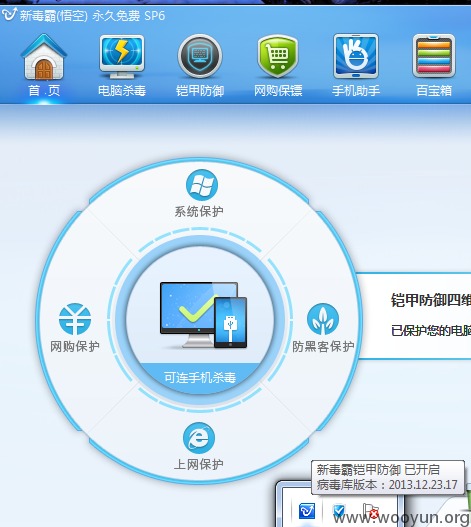 新毒霸(悟空) 永久免费 SP6
首页
电脑杀毒
铠甲防御
网购保镖
手机助手
百宝箱
系统保护
铠甲防御四维
网购保护
防黑客保护
已保护您的电脑
可连手机杀毒
上网保护
新毒霸铠甲防御 已开启
病毒库版本：2013.12.23.17
www.wooyun.org